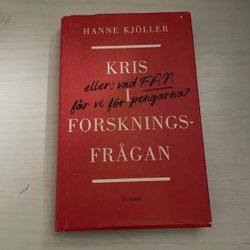 HANNE KJÖLLER
KRIS
eller: vad FAN
I
får vi för pengarna?
FORSKNINGS-
FRÅGAN